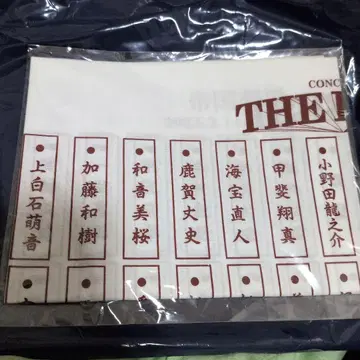 CONC
THE
小野田龍之介
甲斐翔真
海宝直人
鹿賀丈史
和音美桜
加藤和樹
上白石萌音